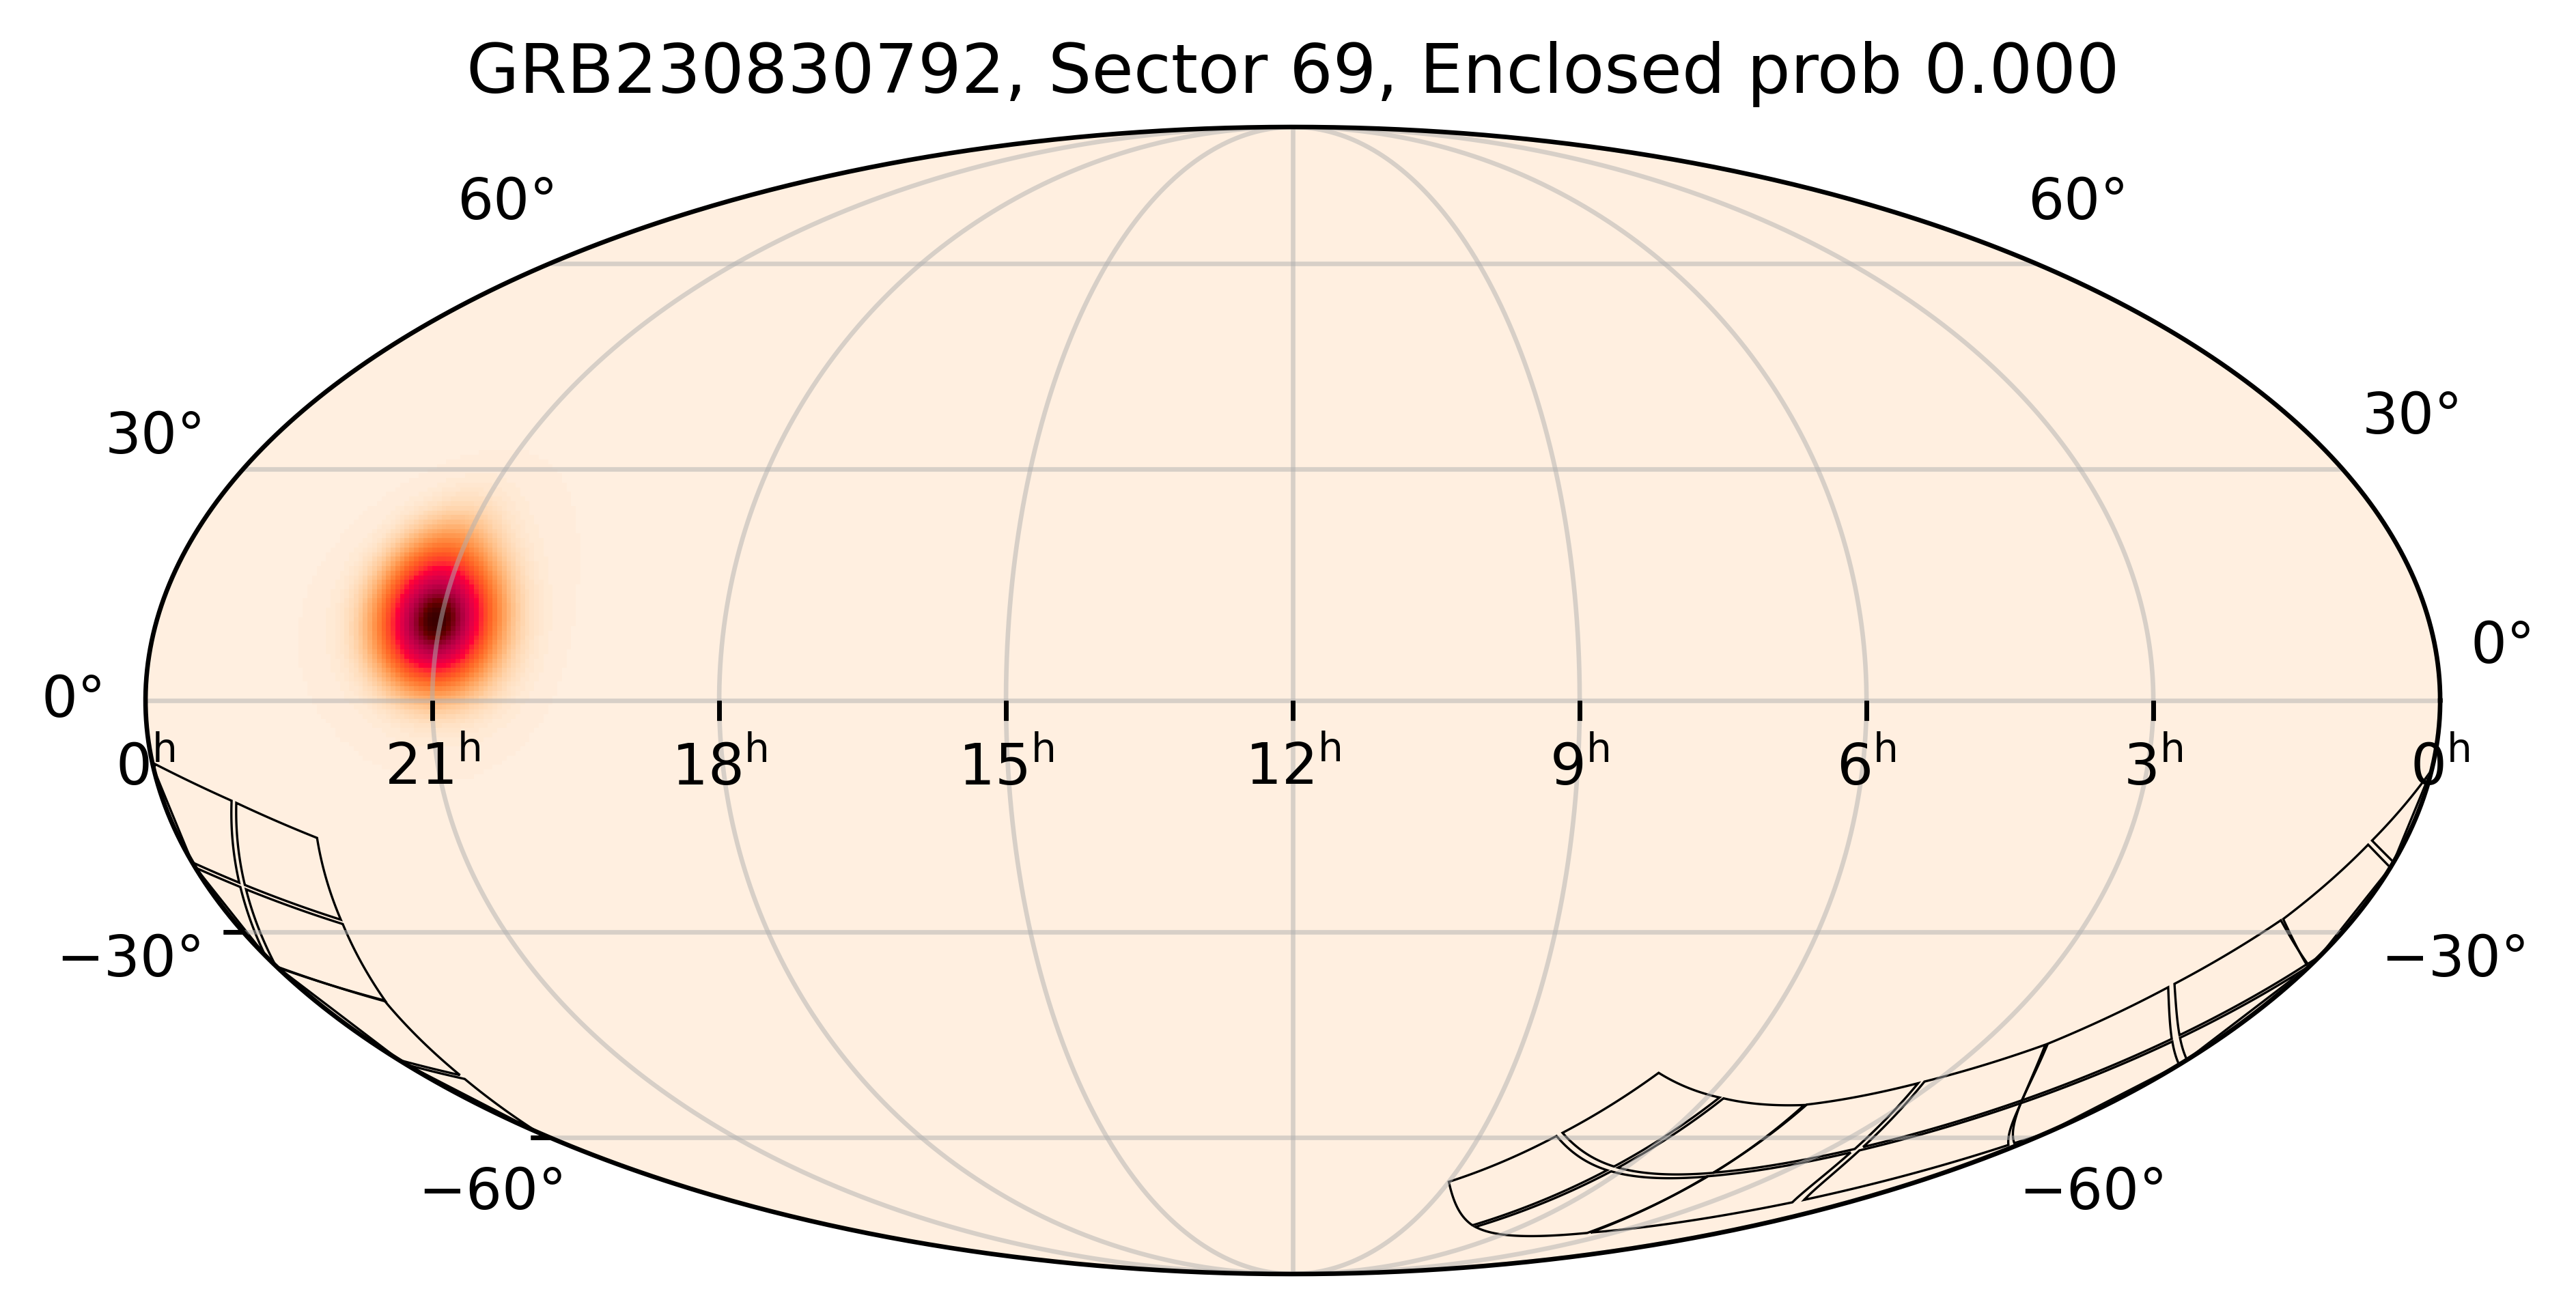 GRB230830792, Sector 69, Enclosed prob 0.000
60° 60°
30° 30°
0° 0°
0ʰ 21ʰ 18ʰ 15ʰ 12ʰ 9ʰ 6ʰ 3ʰ 0ʰ
−30° −30°
−60° −60°